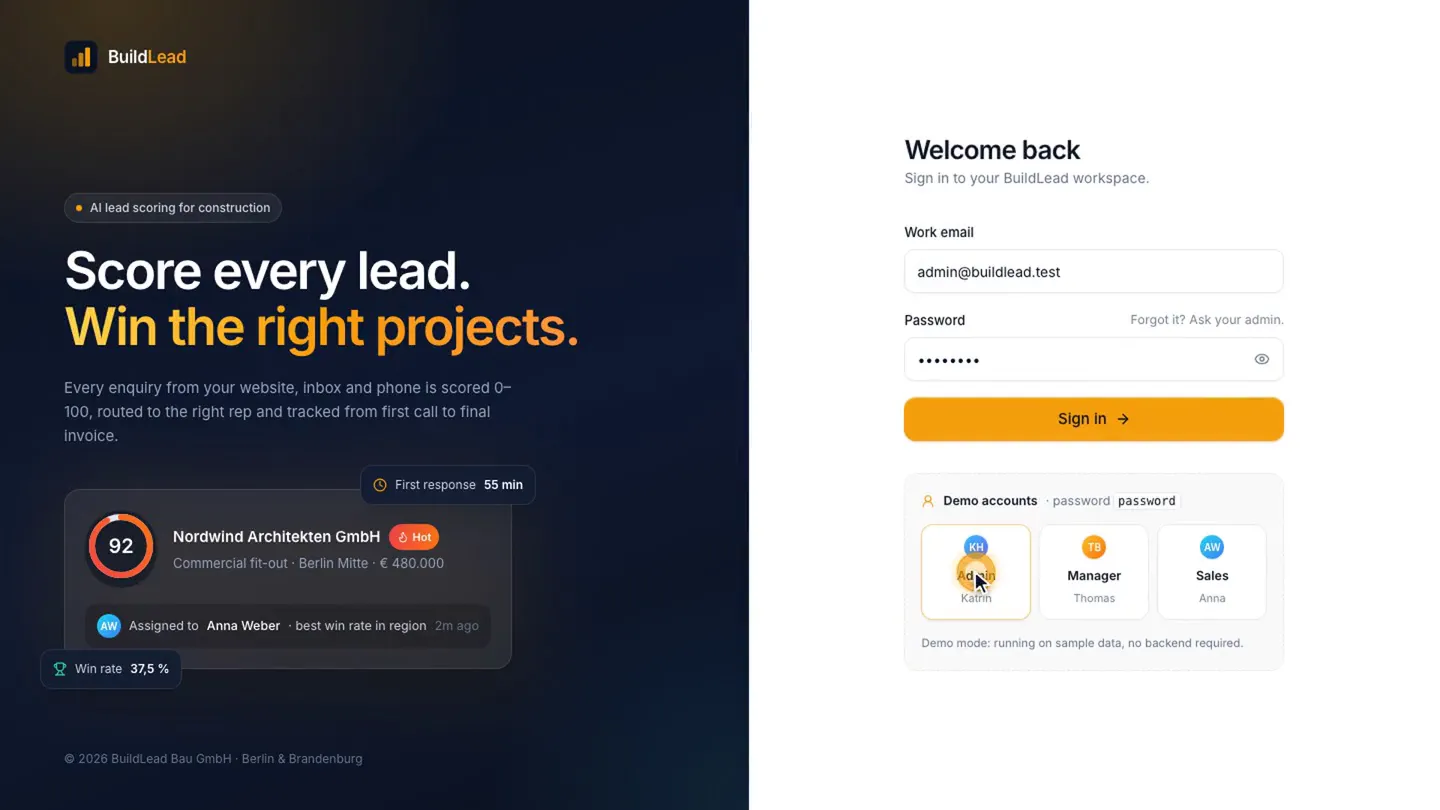 BuildLead
AI lead scoring for construction
Score every lead.
Win the right projects.
Every enquiry from your website, inbox and phone is scored 0–
100, routed to the right rep and tracked from first call to final
invoice.
First response 55 min
92
Nordwind Architekten GmbH
Hot
Commercial fit-out · Berlin Mitte · € 480.000
AW Assigned to Anna Weber · best win rate in region 2m ago
Win rate 37,5 %
© 2026 BuildLead Bau GmbH · Berlin & Brandenburg
Welcome back
Sign in to your BuildLead workspace.
Work email
admin@buildlead.test
Password
Forgot it? Ask your admin.
••••••••
Sign in →
Demo accounts · password password
KH
Admin
Katrin
TB
Manager
Thomas
AW
Sales
Anna
Demo mode: running on sample data, no backend required.